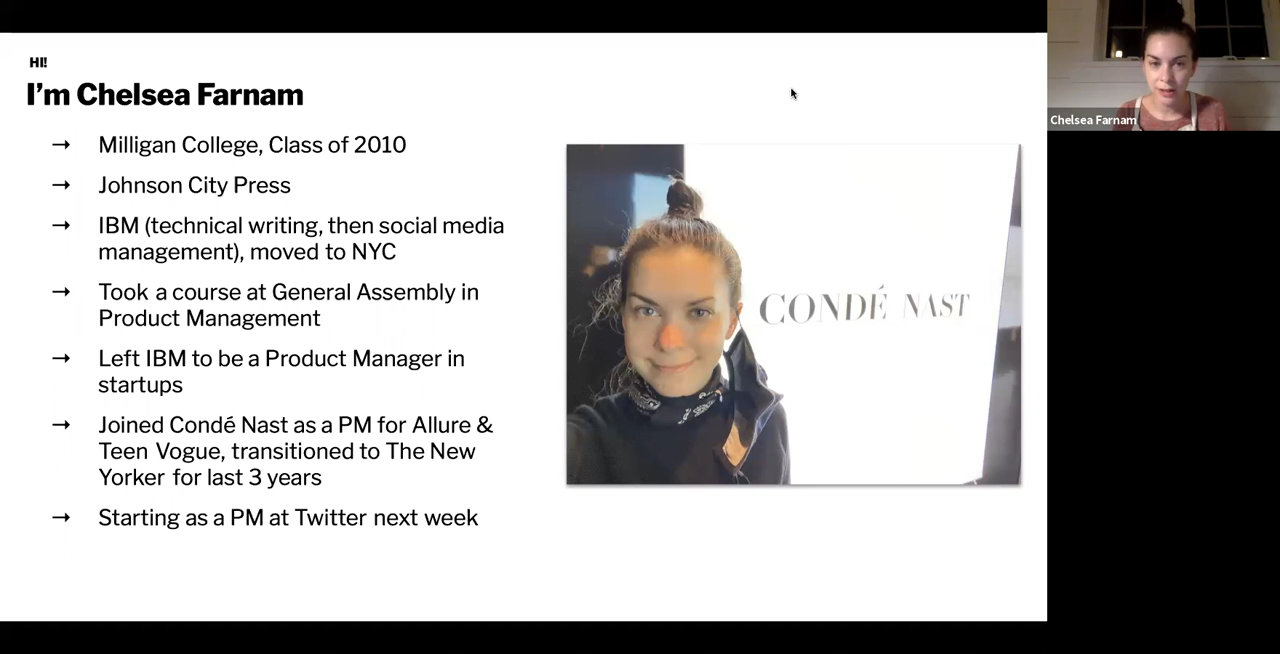 HI!
I’m Chelsea Farnam
→ Milligan College, Class of 2010
→ Johnson City Press
→ IBM (technical writing, then social media
management), moved to NYC
→ Took a course at General Assembly in
Product Management
→ Left IBM to be a Product Manager in
startups
→ Joined Condé Nast as a PM for Allure &
Teen Vogue, transitioned to The New
Yorker for last 3 years
→ Starting as a PM at Twitter next week
CONDÉ NAST
Chelsea Farnam